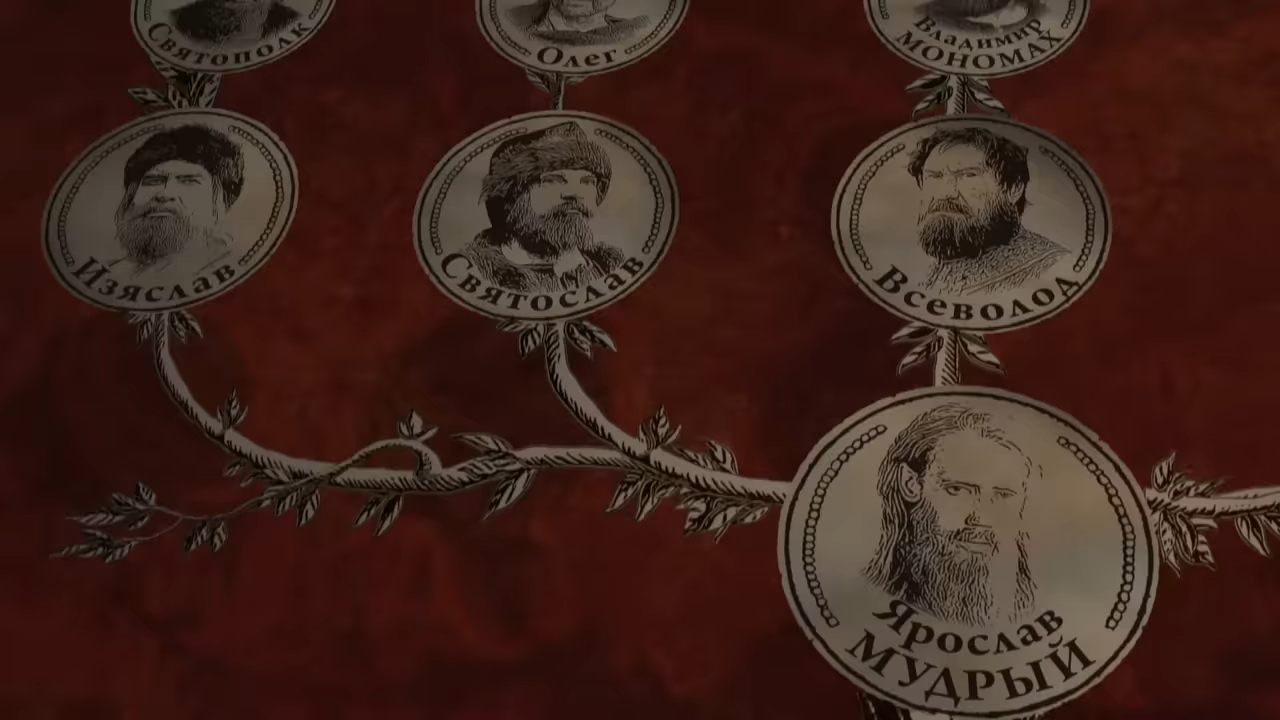 Святополк
Олег
Владимир
МОНОМАХ
Изяслав
Святослав
Всеволод
Ярослав
МУДРЫЙ